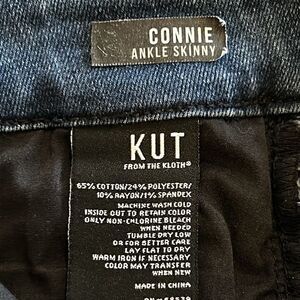 CONNIE
ANKLE SKINNY
KUT
FROM THE KLOTH®
65% COTTON/24% POLYESTER/
10% RAYON/1% SPANDEX
MACHINE WASH COLD
INSIDE OUT TO RETAIN COLOR
ONLY NON-CHLORINE BLEACH
WHEN NEEDED
TUMBLE DRY LOW
OR FOR BETTER CARE
LAY FLAT TO DRY
WARM IRON IF NECESSARY
COLOR MAY TRANSFER
WHEN NEW
MADE IN CHINA